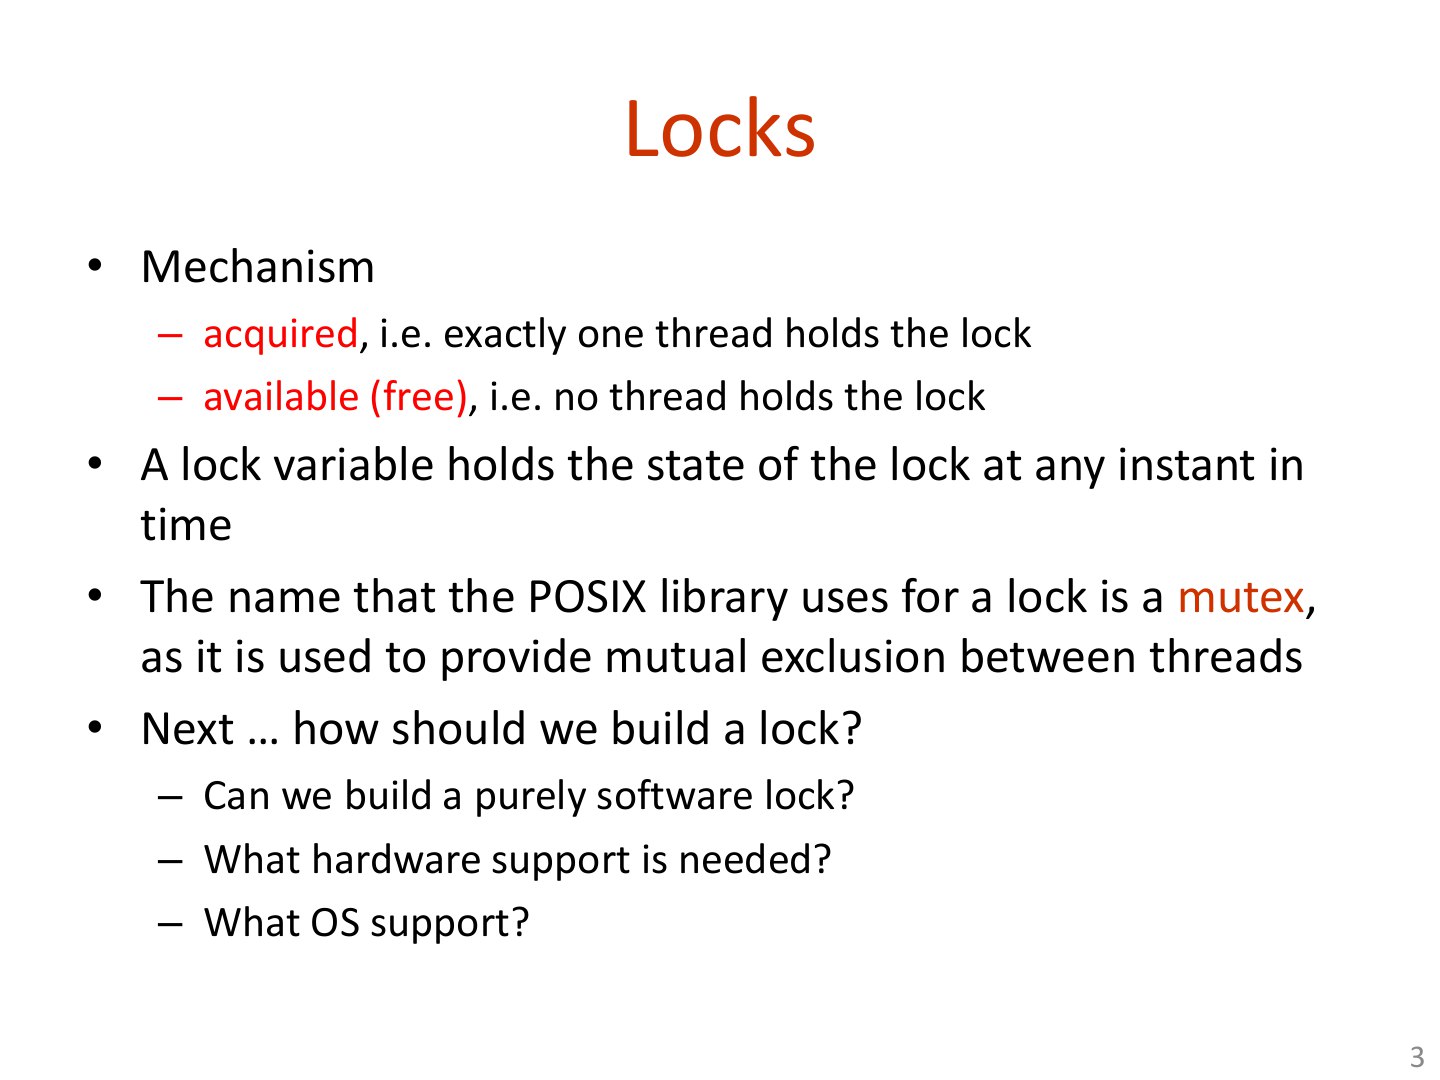 Locks
• Mechanism
– acquired, i.e. exactly one thread holds the lock
– available (free), i.e. no thread holds the lock
• A lock variable holds the state of the lock at any instant in
time
• The name that the POSIX library uses for a lock is a mutex,
as it is used to provide mutual exclusion between threads
• Next … how should we build a lock?
– Can we build a purely software lock?
– What hardware support is needed?
– What OS support?
3